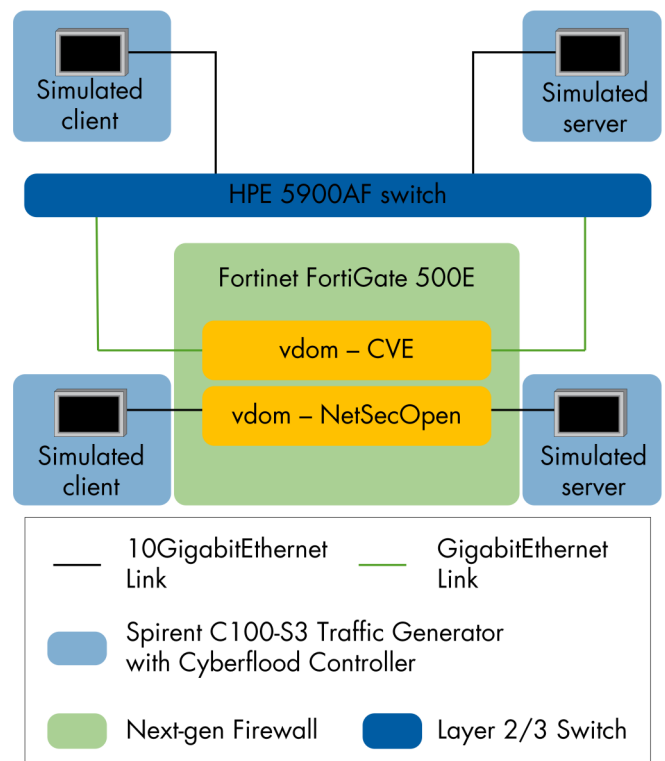 Simulated
client
Simulated
server
HPE 5900AF switch
Fortinet FortiGate 500E
vdom – CVE
vdom – NetSecOpen
Simulated
client
Simulated
server
10GigabitEthernet
Link
GigabitEthernet
Link
Spirent C100-S3 Traffic Generator
with Cyberflood Controller
Next-gen Firewall
Layer 2/3 Switch